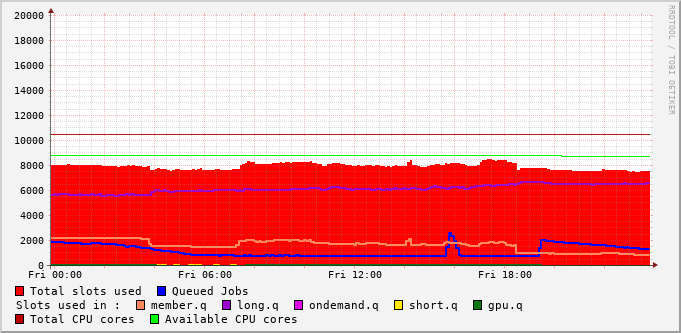 20000
18000
16000
14000
12000
10000
8000
6000
4000
2000
0
Fri 00:00 Fri 06:00 Fri 12:00 Fri 18:00
RRDTOOL / TOBI OETIKER
Total slots used Queued Jobs
Slots used in : member.q long.q ondemand.q short.q gpu.q
Total CPU cores Available CPU cores